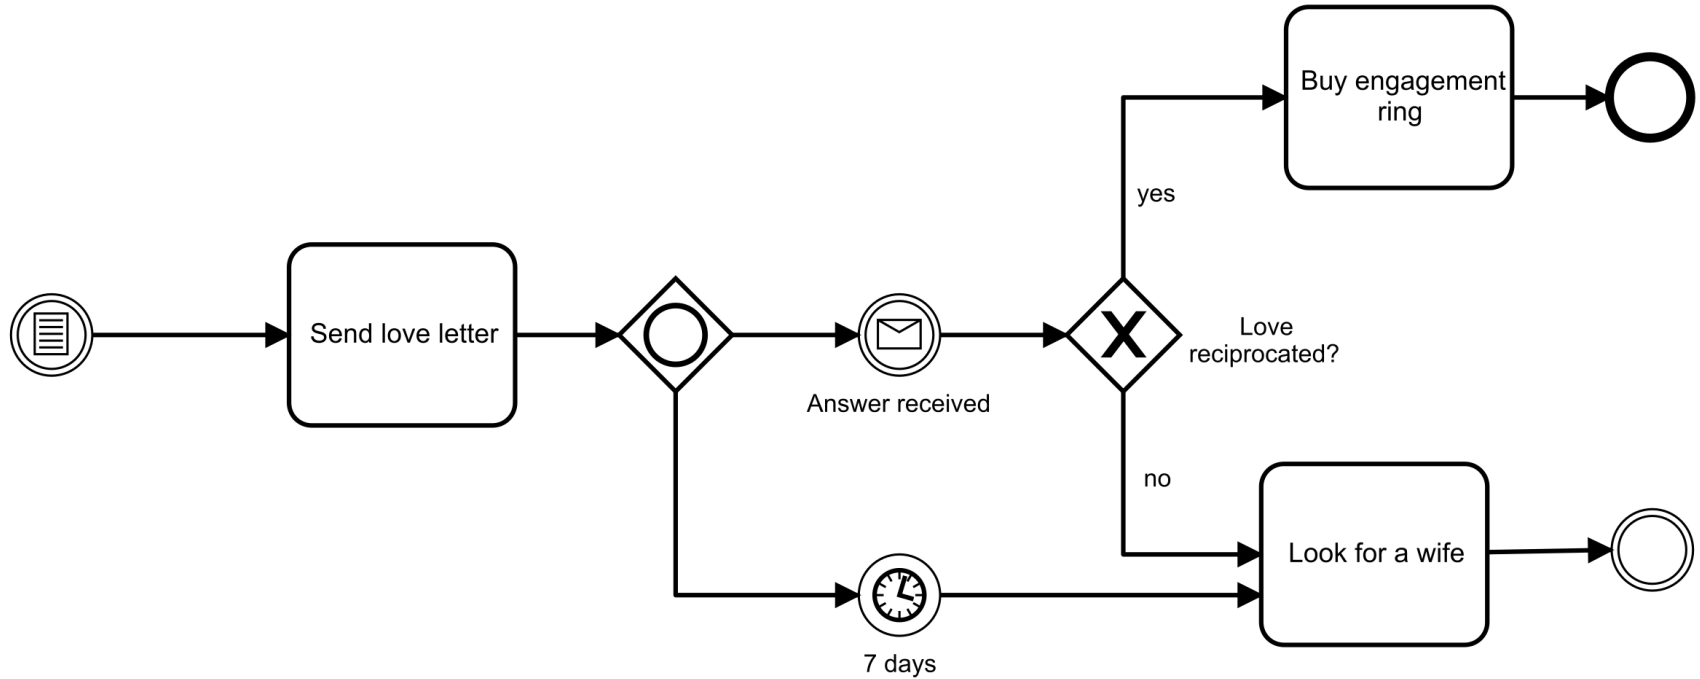 Buy engagement
ring
yes
Send love letter
Love
reciprocated?
Answer received
no
Look for a wife
7 days